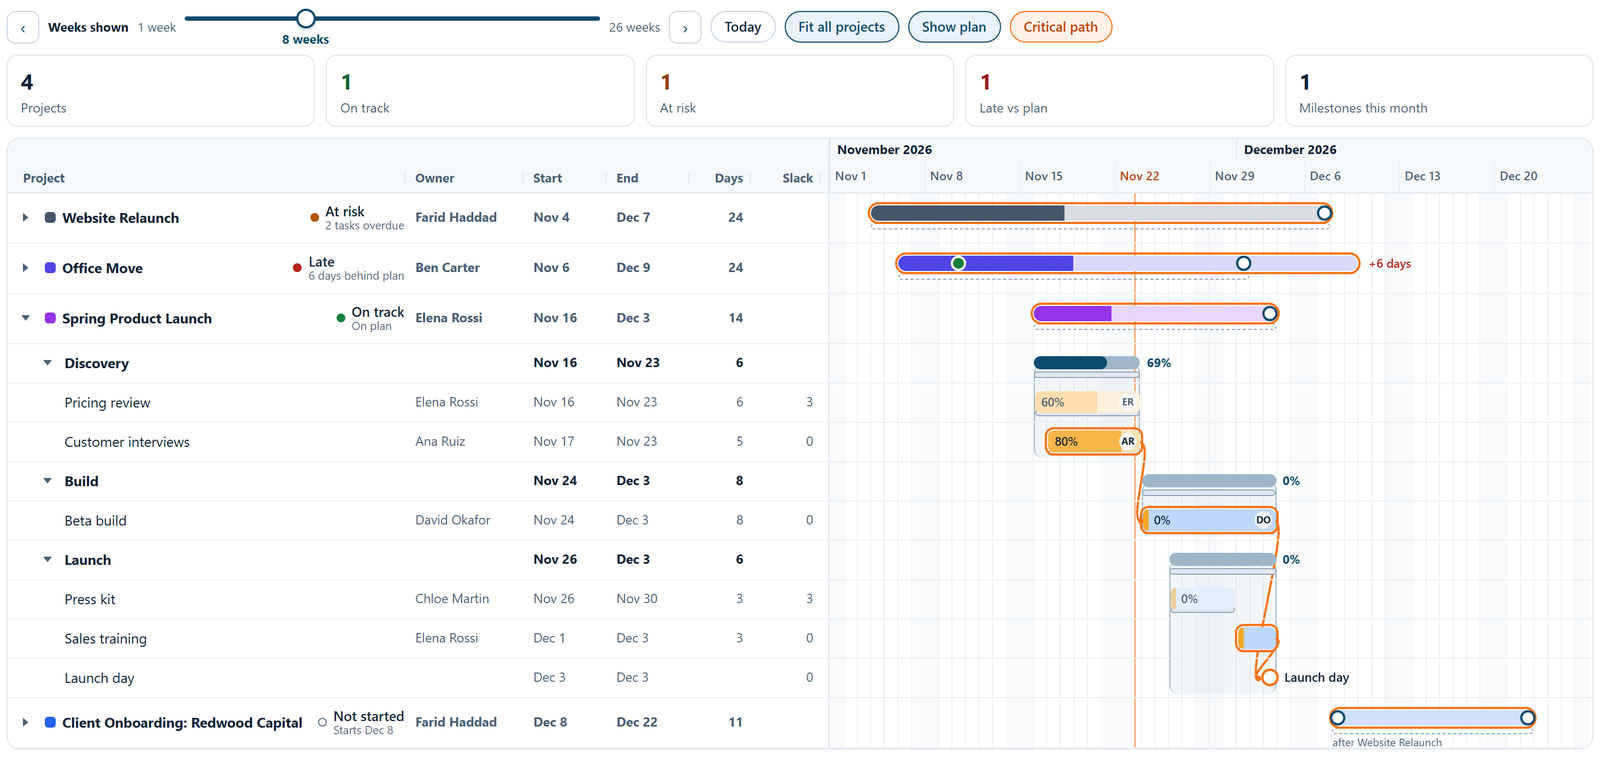 ‹ Weeks shown 1 week 26 weeks › Today Fit all projects Show plan Critical path
8 weeks
4 1 1 1 1
Projects On track At risk Late vs plan Milestones this month
November 2026 December 2026
Project Owner Start End Days Slack Nov 1 Nov 8 Nov 15 Nov 22 Nov 29 Dec 6 Dec 13 Dec 20
Website Relaunch At risk Farid Haddad Nov 4 Dec 7 24
2 tasks overdue
Office Move Late Ben Carter Nov 6 Dec 9 24 +6 days
6 days behind plan
Spring Product Launch On track Elena Rossi Nov 16 Dec 3 14
On plan
Discovery Nov 16 Nov 23 6 69%
Pricing review Elena Rossi Nov 16 Nov 23 6 3 60% ER
Customer interviews Ana Ruiz Nov 17 Nov 23 5 0 80% AR
Build Nov 24 Dec 3 8 0%
Beta build David Okafor Nov 24 Dec 3 8 0 0% DO
Launch Nov 26 Dec 3 6 0%
Press kit Chloe Martin Nov 26 Nov 30 3 3 0%
Sales training Elena Rossi Dec 1 Dec 3 3 0
Launch day Dec 3 Dec 3 0 Launch day
Client Onboarding: Redwood Capital Not started Farid Haddad Dec 8 Dec 22 11
Starts Dec 8
after Website Relaunch